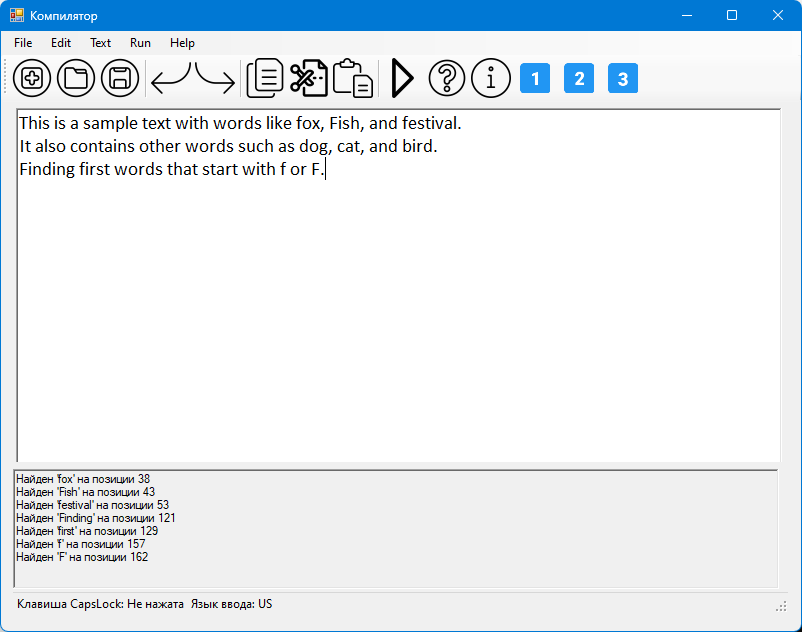 Компилятор
File Edit Text Run Help
1 2 3
This is a sample text with words like fox, Fish, and festival.
It also contains other words such as dog, cat, and bird.
Finding first words that start with f or F.
Найден 'fox' на позиции 38
Найден 'Fish' на позиции 43
Найден 'festival' на позиции 53
Найден 'Finding' на позиции 121
Найден 'first' на позиции 129
Найден 'f' на позиции 157
Найден 'F' на позиции 162
Клавиша CapsLock: Не нажата Язык ввода: US